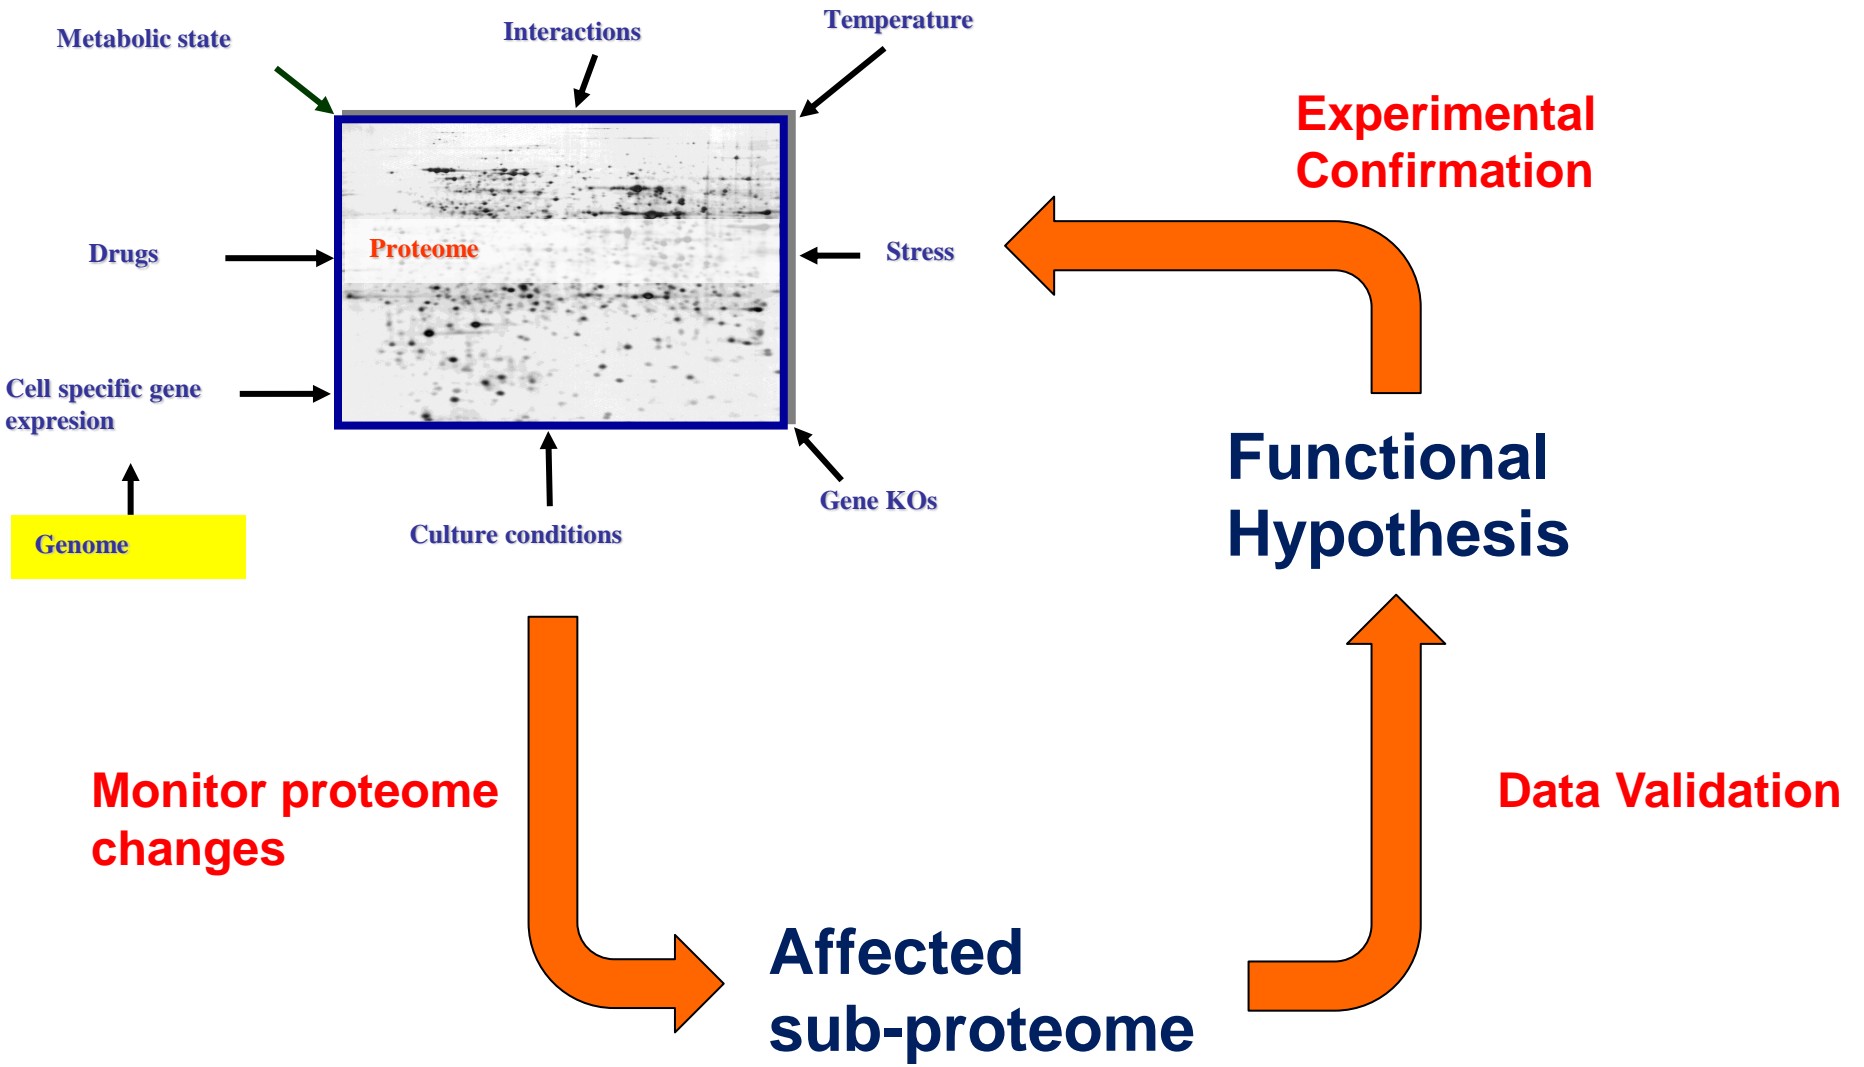 Metabolic state
Interactions
Temperature
Drugs
Proteome
Stress
Cell specific gene
expresion
Genome
Culture conditions
Gene KOs
Experimental
Confirmation
Functional
Hypothesis
Monitor proteome
changes
Data Validation
Affected
sub-proteome